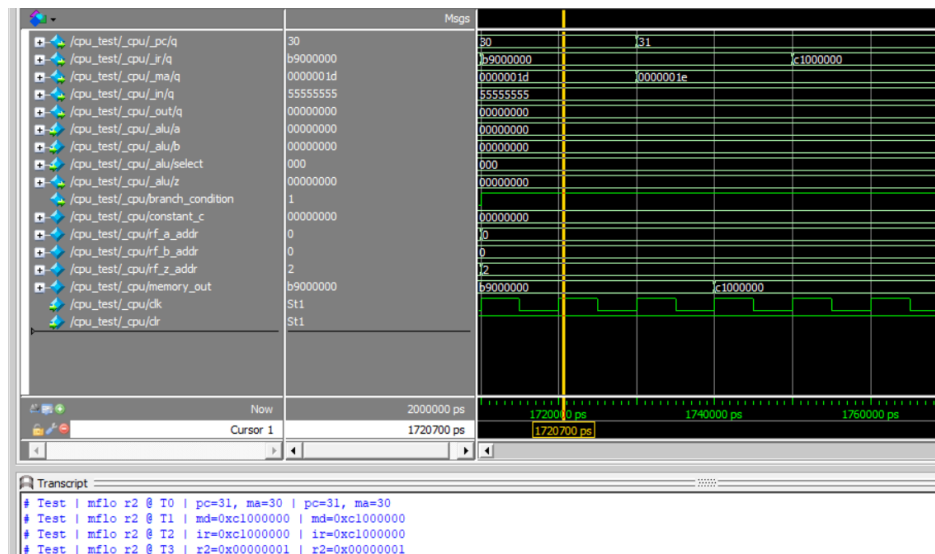 Msgs
/cpu_test/_cpu/_pc/q 30 30 31
/cpu_test/_cpu/_ir/q b9000000 b9000000 c1000000
/cpu_test/_cpu/_ma/q 0000001d 0000001d 0000001e
/cpu_test/_cpu/_in/q 55555555 55555555
/cpu_test/_cpu/_out/q 00000000 00000000
/cpu_test/_cpu/_alu/a 00000000 00000000
/cpu_test/_cpu/_alu/b 00000000 00000000
/cpu_test/_cpu/_alu/select 000 000
/cpu_test/_cpu/_alu/z 00000000 00000000
/cpu_test/_cpu/branch_condition 1
/cpu_test/_cpu/constant_c 00000000 00000000
/cpu_test/_cpu/rf_a_addr 0 0
/cpu_test/_cpu/rf_b_addr 0 0
/cpu_test/_cpu/rf_z_addr 2 2
/cpu_test/_cpu/memory_out b9000000 b9000000 c1000000
/cpu_test/_cpu/clk St1
/cpu_test/_cpu/clr St1
Now 2000000 ps 1720000 ps 1740000 ps 1760000 ps
Cursor 1 1720700 ps 1720700 ps
Transcript
# Test | mflo r2 @ T0 | pc=31, ma=30 | pc=31, ma=30
# Test | mflo r2 @ T1 | md=0xc1000000 | md=0xc1000000
# Test | mflo r2 @ T2 | ir=0xc1000000 | ir=0xc1000000
# Test | mflo r2 @ T3 | r2=0x00000001 | r2=0x00000001